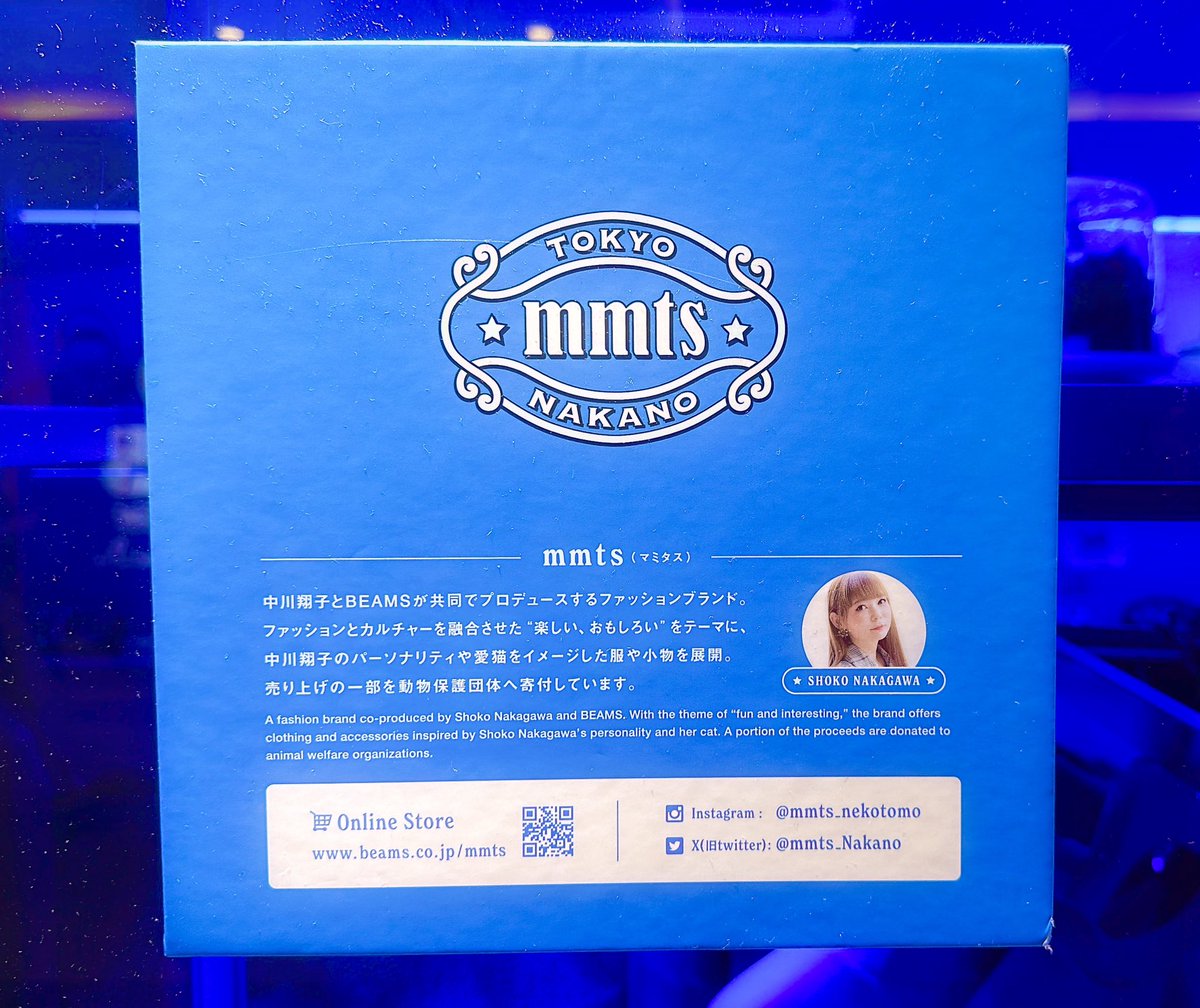 TOKYO
mmts
NAKANO
mmts (マミタス)
中川翔子とBEAMSが共同でプロデュースするファッションブランド。
ファッションとカルチャーを融合させた“楽しい、おもしろい”をテーマに、
中川翔子のパーソナリティや愛猫をイメージした服や小物を展開。
売り上げの一部を動物保護団体へ寄付しています。
SHOKO NAKAGAWA
A fashion brand co-produced by Shoko Nakagawa and BEAMS. With the theme of “fun and interesting,” the brand offers
clothing and accessories inspired by Shoko Nakagawa's personality and her cat. A portion of the proceeds are donated to
animal welfare organizations.
Online Store
www.beams.co.jp/mmts
Instagram : @mmts_nekotomo
X(旧twitter): @mmts_Nakano